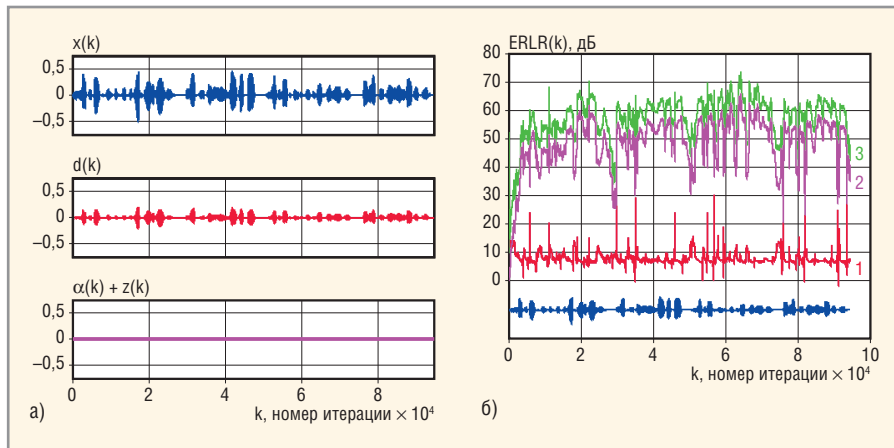 x(k)
0,5
0
−0,5
d(k)
0,5
0
−0,5
α(k) + z(k)
0,5
0
−0,5
0 2 4 6 8
k, номер итерации × 10⁴
а)
ERLR(k), дБ
80
70
60
50
40
30
20
10
0
3
2
1
0 2 4 6 8 10
k, номер итерации × 10⁴
б)